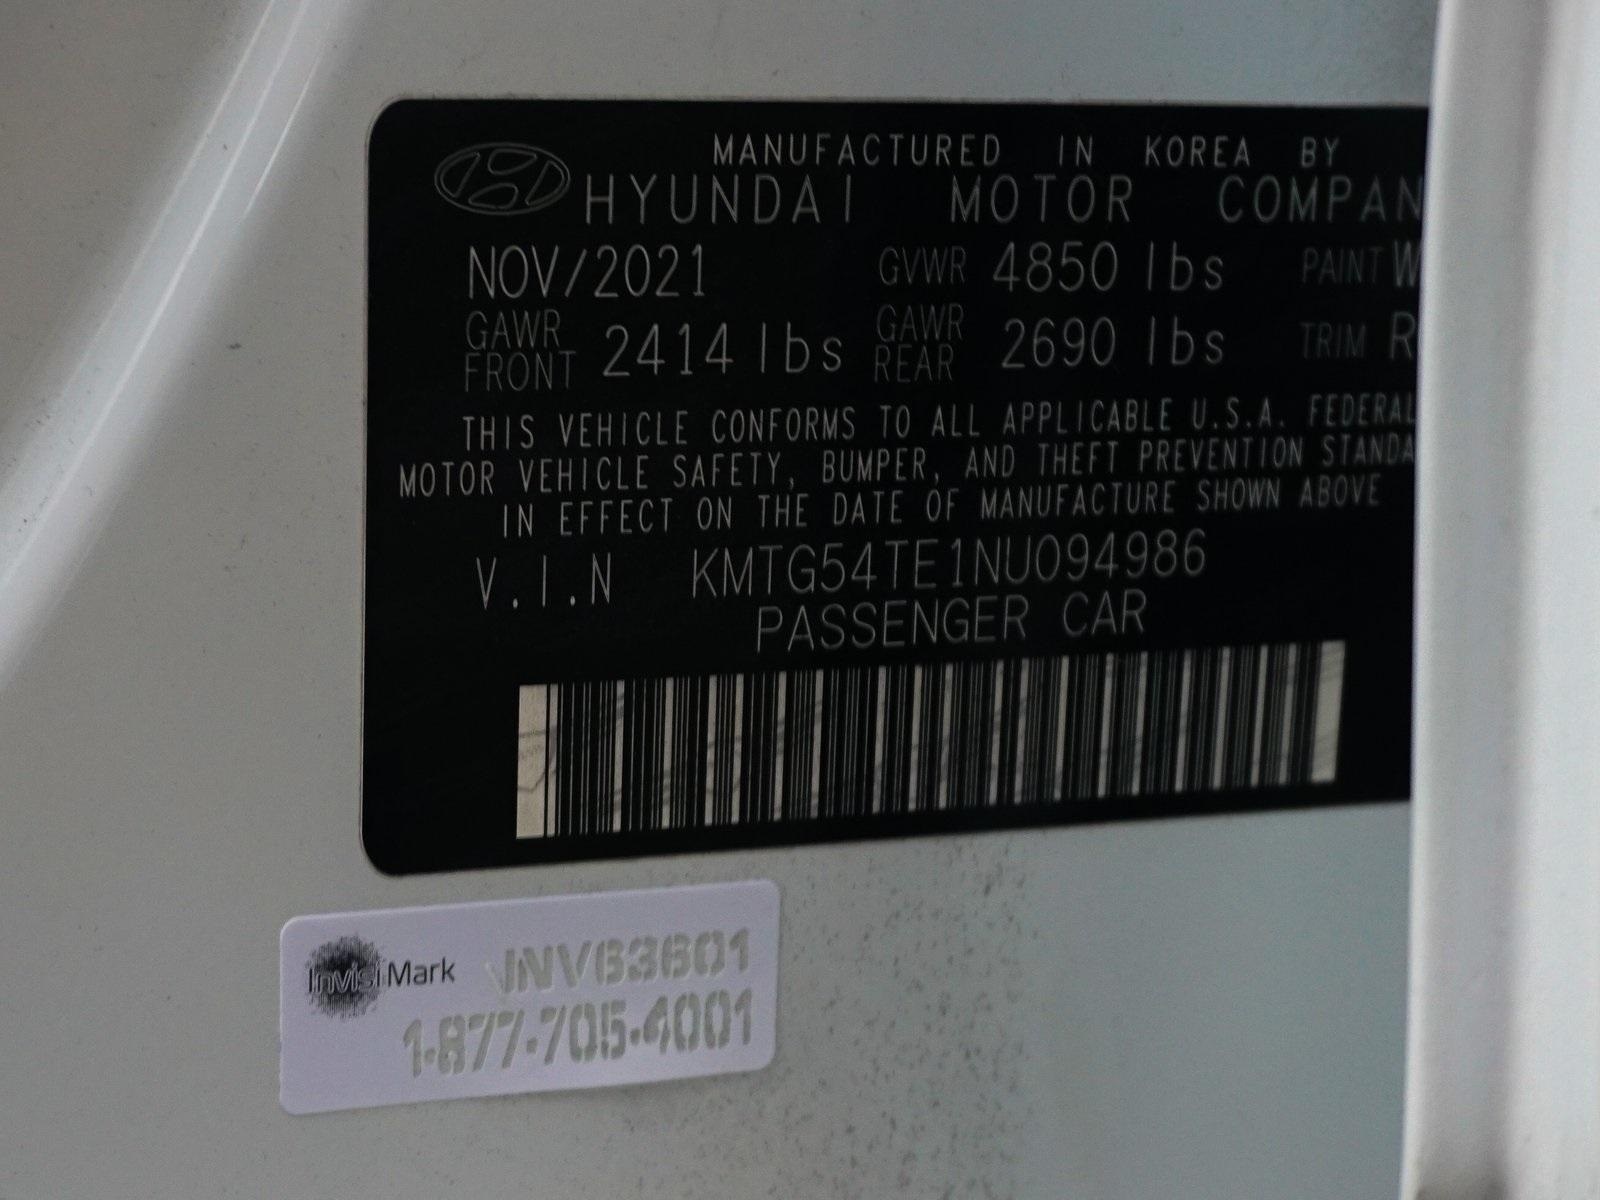 MANUFACTURED IN KOREA BY
HYUNDAI MOTOR COMPAN
NOV/2021 GVWR 4850 lbs PAINT W
GAWR FRONT 2414 lbs GAWR REAR 2690 lbs TRIM R
THIS VEHICLE CONFORMS TO ALL APPLICABLE U.S.A. FEDERAL
MOTOR VEHICLE SAFETY, BUMPER, AND THEFT PREVENTION STANDA
IN EFFECT ON THE DATE OF MANUFACTURE SHOWN ABOVE
V.I.N KMTG54TE1NU094986
PASSENGER CAR
InvisiMark JNV63601
1-877-705-4001